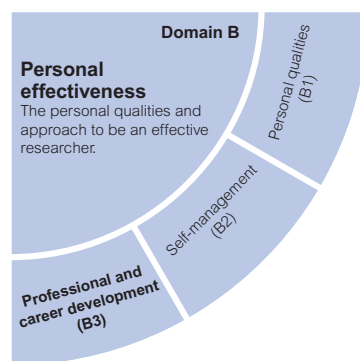 Domain B
Personal
effectiveness
The personal qualities and
approach to be an effective
researcher.
Personal qualities
(B1)
Self-management
(B2)
Professional and
career development
(B3)